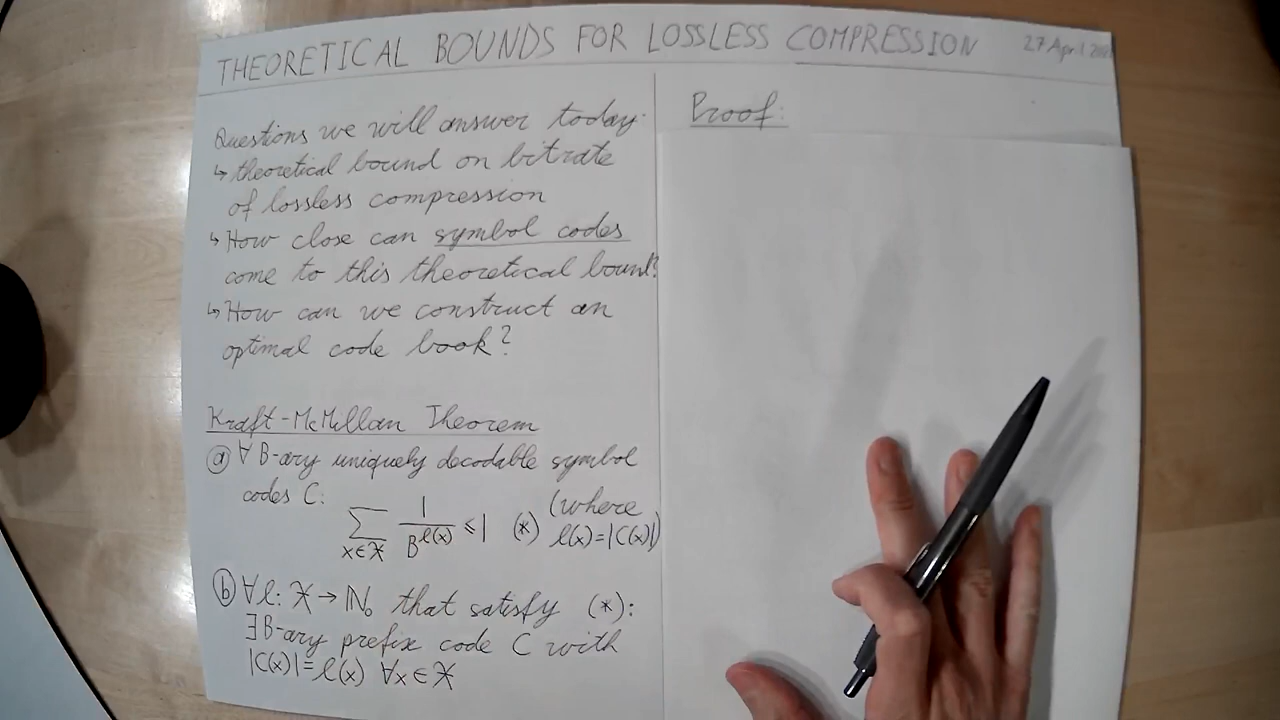 THEORETICAL BOUNDS FOR LOSSLESS COMPRESSION
27 April
Questions we will answer today:
↳ theoretical bound on bitrate
of lossless compression
↳ How close can symbol codes
come to this theoretical bound?
↳ How can we construct an
optimal code book?
Kraft-McMillan Theorem
(a) ∀ B-ary uniquely decodable symbol
codes C:
∑_{x∈𝒳} 1/B^{ℓ(x)} ≤ 1 (*) (where
ℓ(x)=|C(x)|)
(b) ∀ℓ: 𝒳→ℕ₀ that satisfy (*):
∃ B-ary prefix code C with
|C(x)|=ℓ(x) ∀x∈𝒳
Proof: